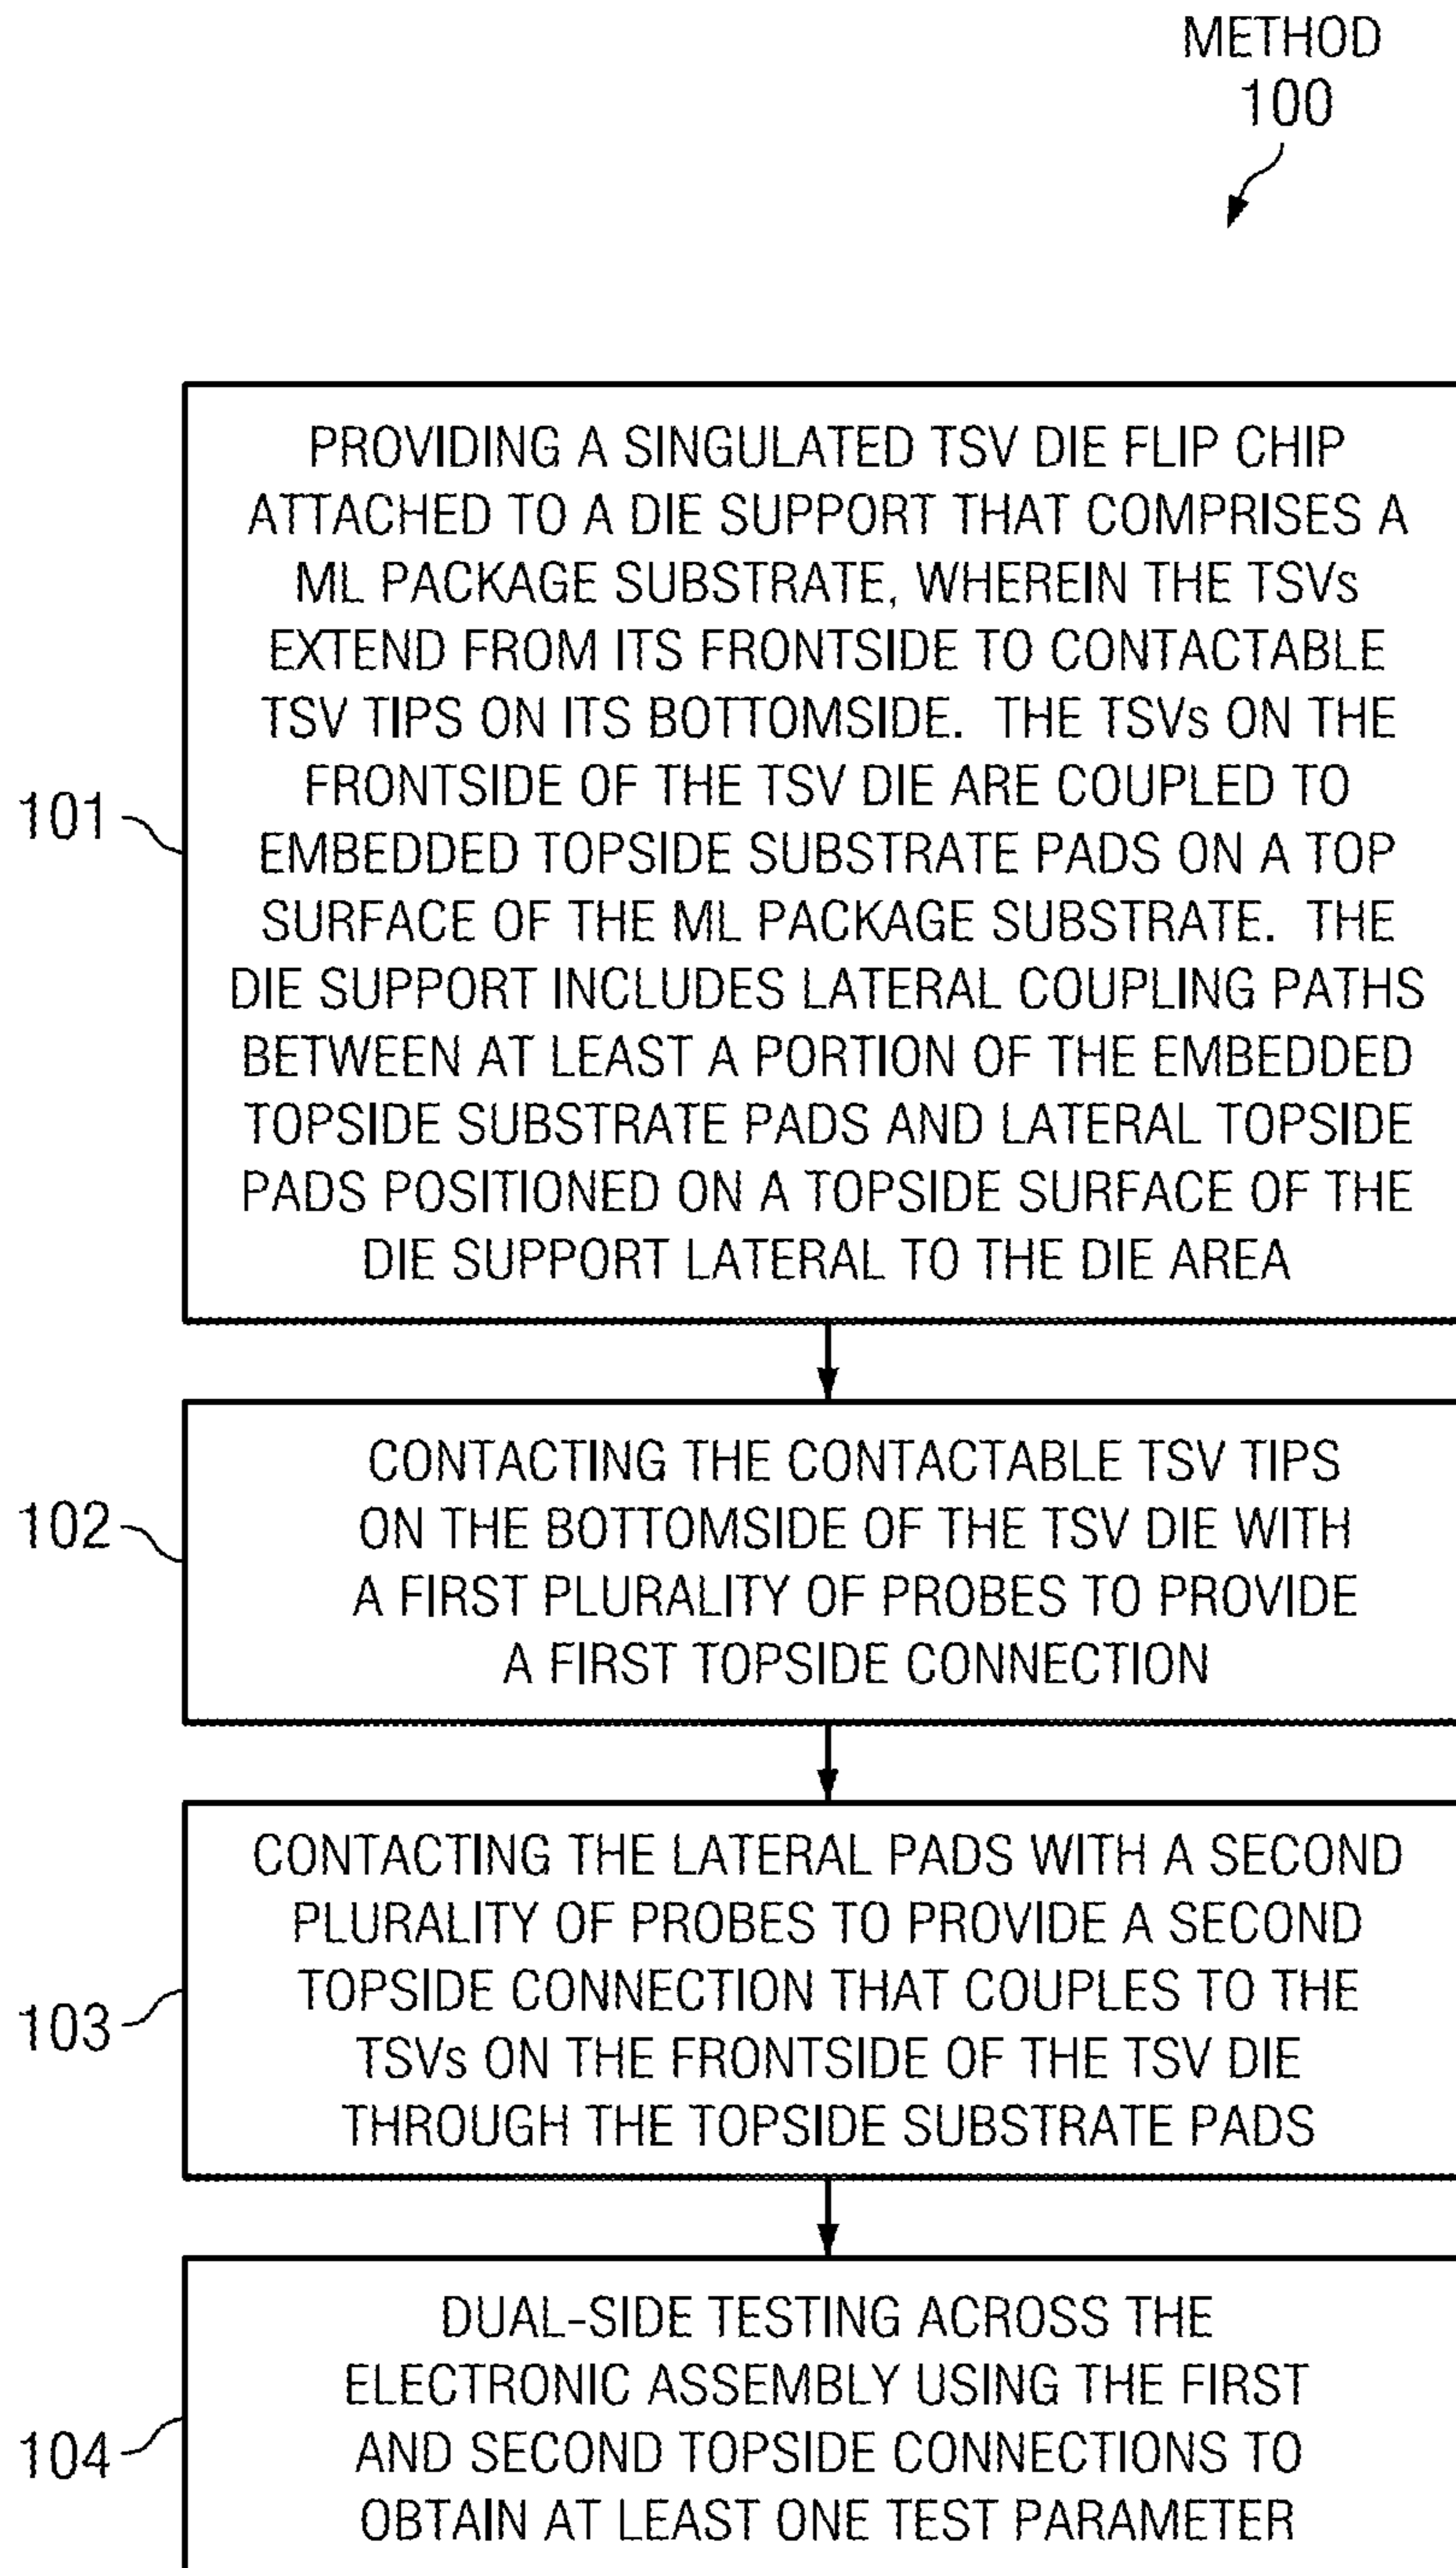 METHOD
100
PROVIDING A SINGULATED TSV DIE FLIP CHIP
ATTACHED TO A DIE SUPPORT THAT COMPRISES A
ML PACKAGE SUBSTRATE, WHEREIN THE TSVs
EXTEND FROM ITS FRONTSIDE TO CONTACTABLE
TSV TIPS ON ITS BOTTOMSIDE. THE TSVs ON THE
FRONTSIDE OF THE TSV DIE ARE COUPLED TO
101
EMBEDDED TOPSIDE SUBSTRATE PADS ON A TOP
SURFACE OF THE ML PACKAGE SUBSTRATE. THE
DIE SUPPORT INCLUDES LATERAL COUPLING PATHS
BETWEEN AT LEAST A PORTION OF THE EMBEDDED
TOPSIDE SUBSTRATE PADS AND LATERAL TOPSIDE
PADS POSITIONED ON A TOPSIDE SURFACE OF THE
DIE SUPPORT LATERAL TO THE DIE AREA
CONTACTING THE CONTACTABLE TSV TIPS
102
ON THE BOTTOMSIDE OF THE TSV DIE WITH
A FIRST PLURALITY OF PROBES TO PROVIDE
A FIRST TOPSIDE CONNECTION
CONTACTING THE LATERAL PADS WITH A SECOND
PLURALITY OF PROBES TO PROVIDE A SECOND
TOPSIDE CONNECTION THAT COUPLES TO THE
103
TSVs ON THE FRONTSIDE OF THE TSV DIE
THROUGH THE TOPSIDE SUBSTRATE PADS
DUAL-SIDE TESTING ACROSS THE
ELECTRONIC ASSEMBLY USING THE FIRST
104
AND SECOND TOPSIDE CONNECTIONS TO
OBTAIN AT LEAST ONE TEST PARAMETER